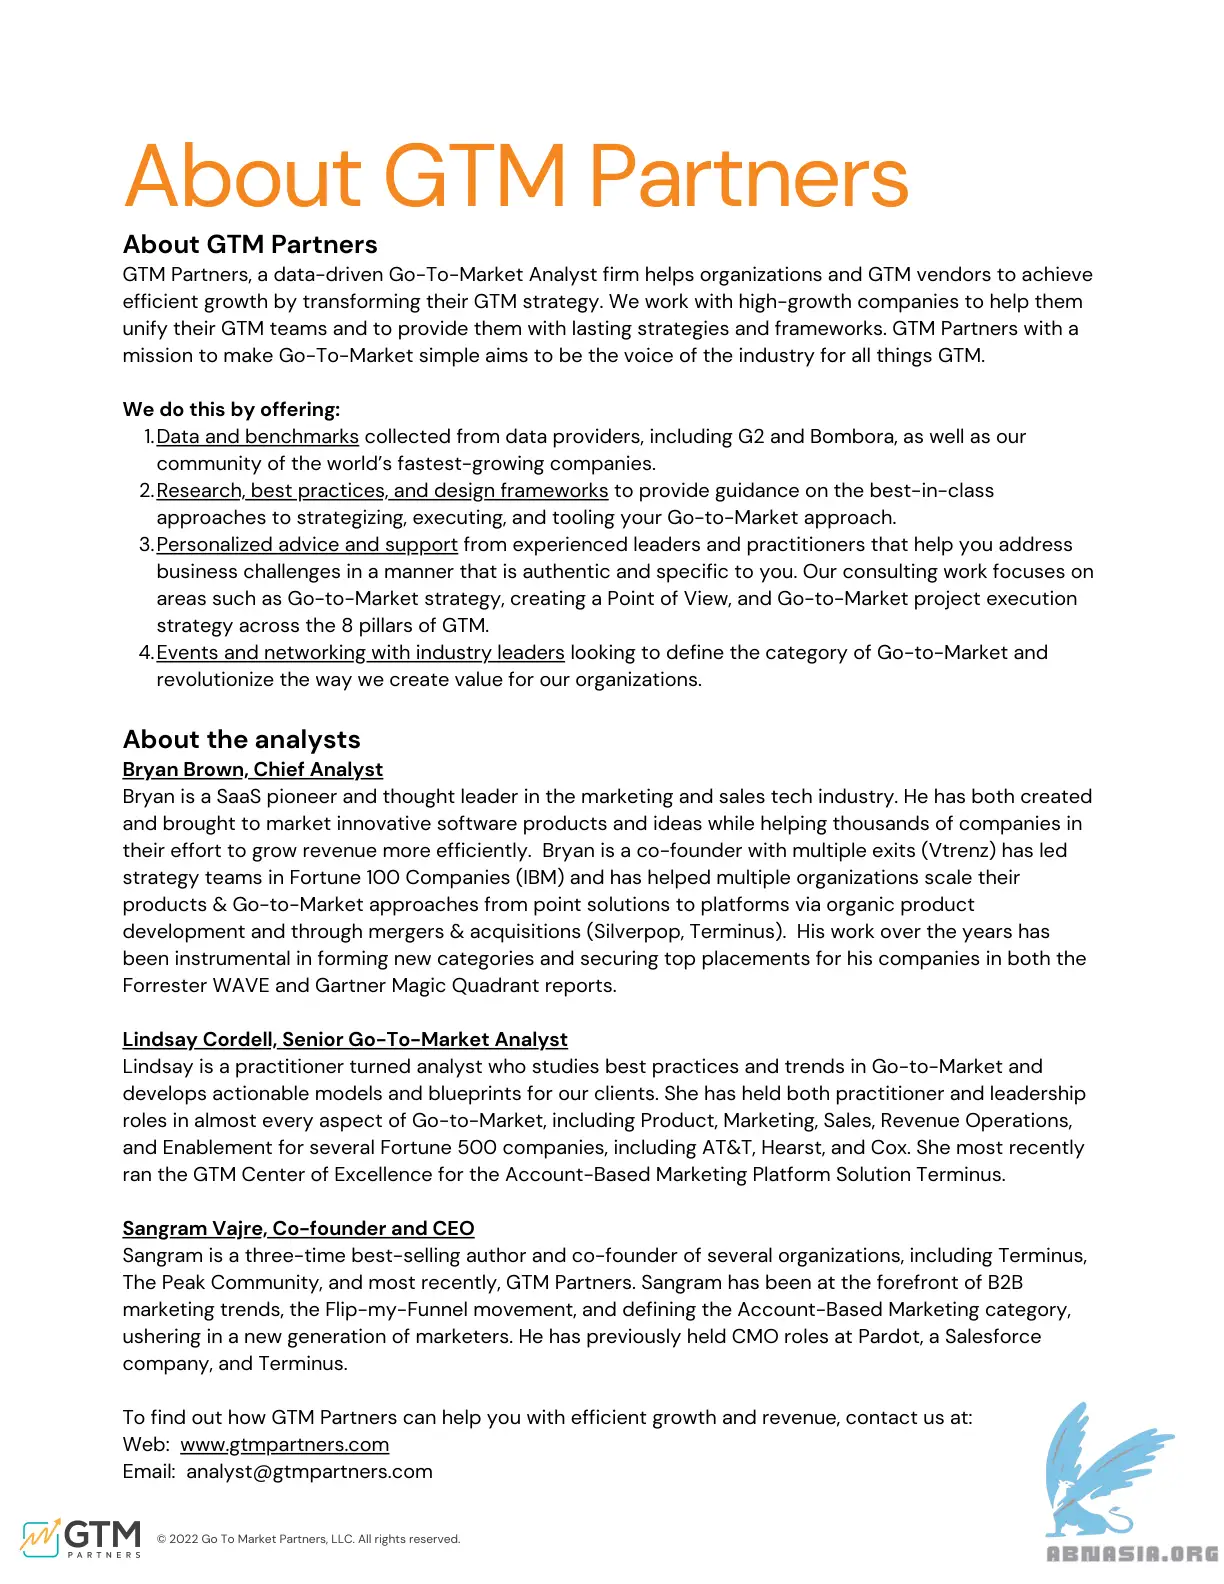 About GTM Partners
About GTM Partners
GTM Partners, a data-driven Go-To-Market Analyst firm helps organizations and GTM vendors to achieve
efficient growth by transforming their GTM strategy. We work with high-growth companies to help them
unify their GTM teams and to provide them with lasting strategies and frameworks. GTM Partners with a
mission to make Go-To-Market simple aims to be the voice of the industry for all things GTM.
We do this by offering:
1. Data and benchmarks collected from data providers, including G2 and Bombora, as well as our
community of the world's fastest-growing companies.
2. Research, best practices, and design frameworks to provide guidance on the best-in-class
approaches to strategizing, executing, and tooling your Go-to-Market approach.
3. Personalized advice and support from experienced leaders and practitioners that help you address
business challenges in a manner that is authentic and specific to you. Our consulting work focuses on
areas such as Go-to-Market strategy, creating a Point of View, and Go-to-Market project execution
strategy across the 8 pillars of GTM.
4. Events and networking with industry leaders looking to define the category of Go-to-Market and
revolutionize the way we create value for our organizations.
About the analysts
Bryan Brown, Chief Analyst
Bryan is a SaaS pioneer and thought leader in the marketing and sales tech industry. He has both created
and brought to market innovative software products and ideas while helping thousands of companies in
their effort to grow revenue more efficiently.  Bryan is a co-founder with multiple exits (Vtrenz) has led
strategy teams in Fortune 100 Companies (IBM) and has helped multiple organizations scale their
products & Go-to-Market approaches from point solutions to platforms via organic product
development and through mergers & acquisitions (Silverpop, Terminus).  His work over the years has
been instrumental in forming new categories and securing top placements for his companies in both the
Forrester WAVE and Gartner Magic Quadrant reports.
Lindsay Cordell, Senior Go-To-Market Analyst
Lindsay is a practitioner turned analyst who studies best practices and trends in Go-to-Market and
develops actionable models and blueprints for our clients. She has held both practitioner and leadership
roles in almost every aspect of Go-to-Market, including Product, Marketing, Sales, Revenue Operations,
and Enablement for several Fortune 500 companies, including AT&T, Hearst, and Cox. She most recently
ran the GTM Center of Excellence for the Account-Based Marketing Platform Solution Terminus.
Sangram Vajre, Co-founder and CEO
Sangram is a three-time best-selling author and co-founder of several organizations, including Terminus,
The Peak Community, and most recently, GTM Partners. Sangram has been at the forefront of B2B
marketing trends, the Flip-my-Funnel movement, and defining the Account-Based Marketing category,
ushering in a new generation of marketers. He has previously held CMO roles at Pardot, a Salesforce
company, and Terminus.
To find out how GTM Partners can help you with efficient growth and revenue, contact us at:
Web:  www.gtmpartners.com
Email:  analyst@gtmpartners.com
GTM
PARTNERS
© 2022 Go To Market Partners, LLC. All rights reserved.
ABNASIA.ORG